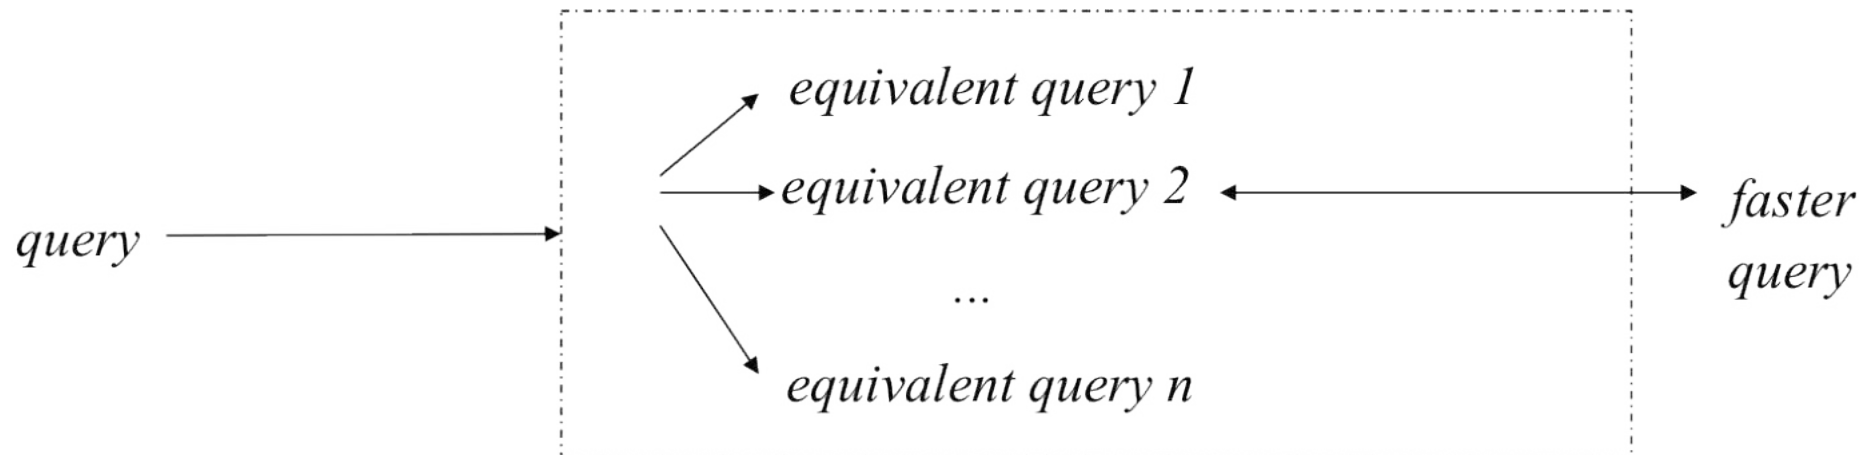 equivalent query 1
equivalent query 2
query
faster
query
...
equivalent query n